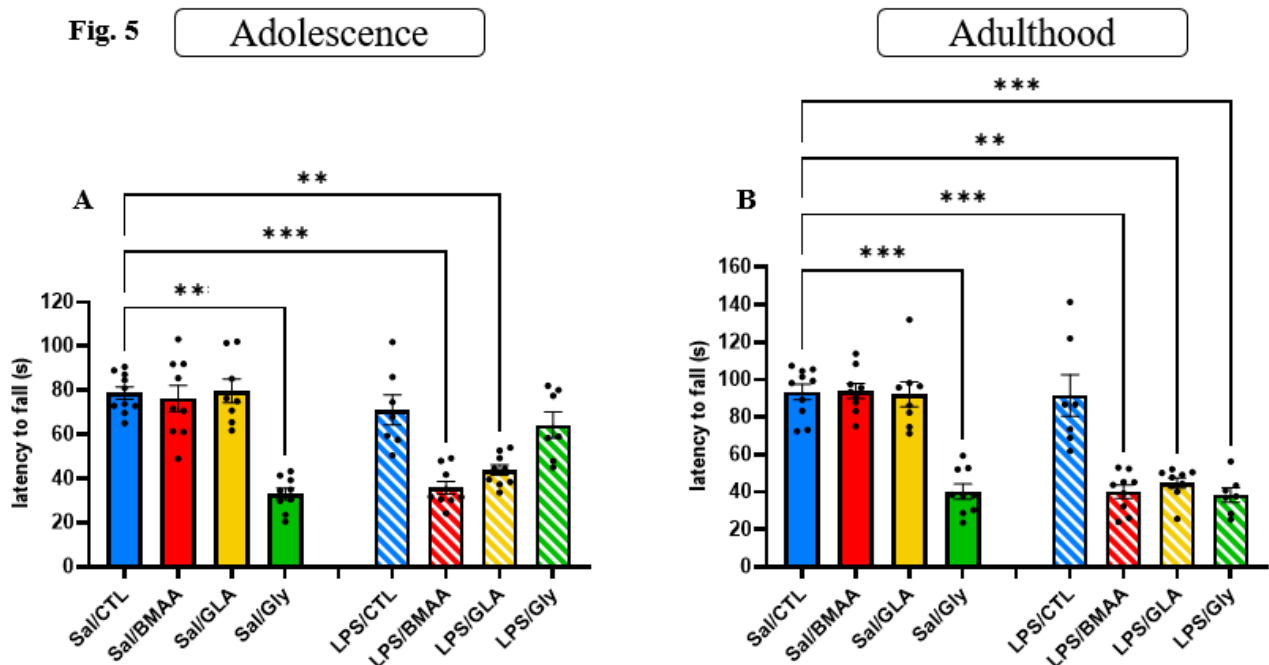 Fig. 5
Adolescence
Adulthood
A
**
***
**
latency to fall (s)
120
100
80
60
40
20
0
Sal/CTL
Sal/BMAA
Sal/GLA
Sal/Gly
LPS/CTL
LPS/BMAA
LPS/GLA
LPS/Gly
B
***
**
***
***
latency to fall (s)
160
140
120
100
80
60
40
20
0
Sal/CTL
Sal/BMAA
Sal/GLA
Sal/Gly
LPS/CTL
LPS/BMAA
LPS/GLA
LPS/Gly